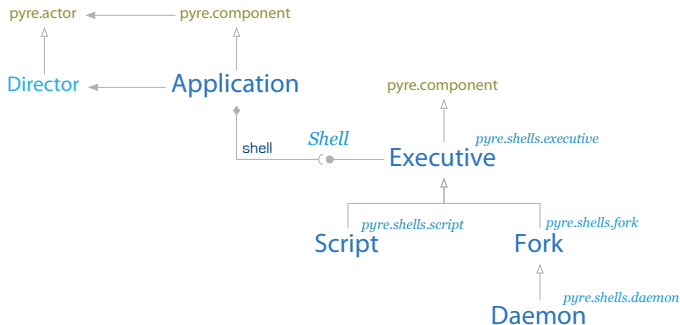 pyre.actor
pyre.component
Director
Application
pyre.component
shell
Shell
pyre.shells.executive
Executive
pyre.shells.script
pyre.shells.fork
Script
Fork
pyre.shells.daemon
Daemon